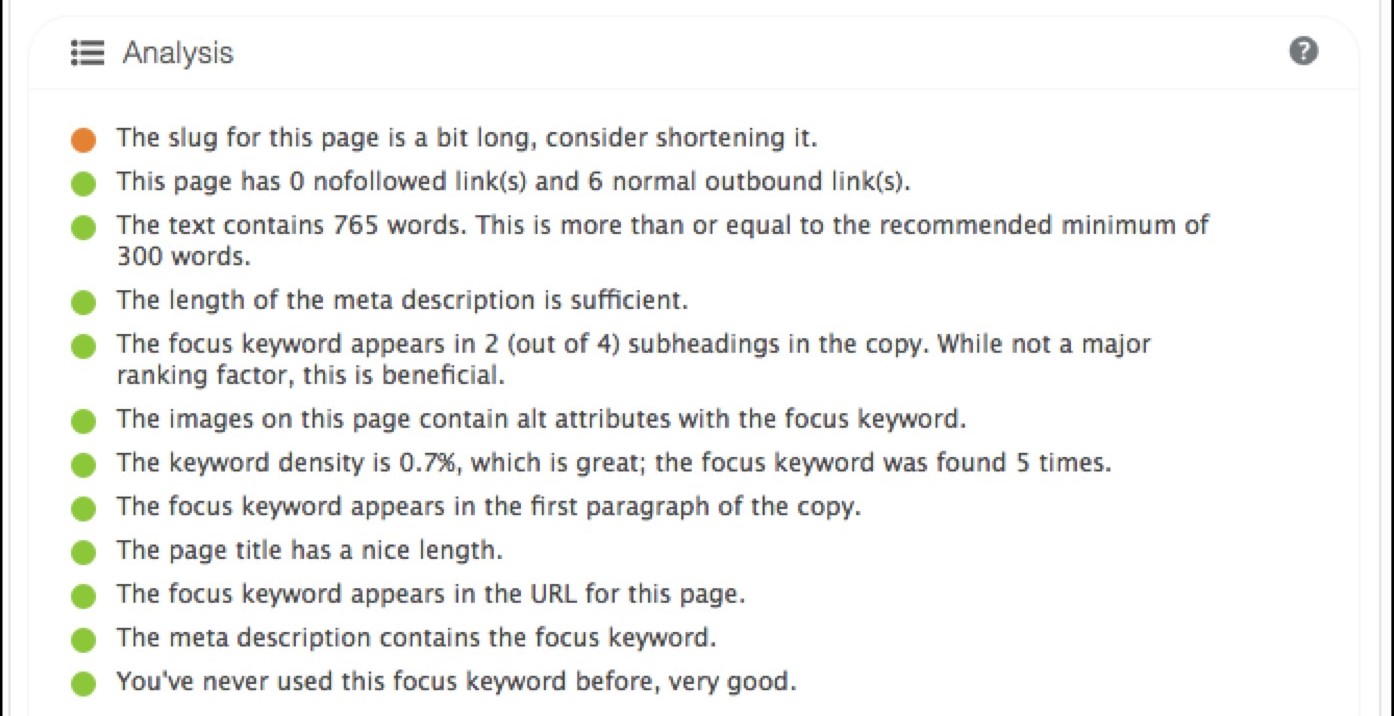 Analysis
?
The slug for this page is a bit long, consider shortening it.
This page has 0 nofollowed link(s) and 6 normal outbound link(s).
The text contains 765 words. This is more than or equal to the recommended minimum of
300 words.
The length of the meta description is sufficient.
The focus keyword appears in 2 (out of 4) subheadings in the copy. While not a major
ranking factor, this is beneficial.
The images on this page contain alt attributes with the focus keyword.
The keyword density is 0.7%, which is great; the focus keyword was found 5 times.
The focus keyword appears in the first paragraph of the copy.
The page title has a nice length.
The focus keyword appears in the URL for this page.
The meta description contains the focus keyword.
You've never used this focus keyword before, very good.